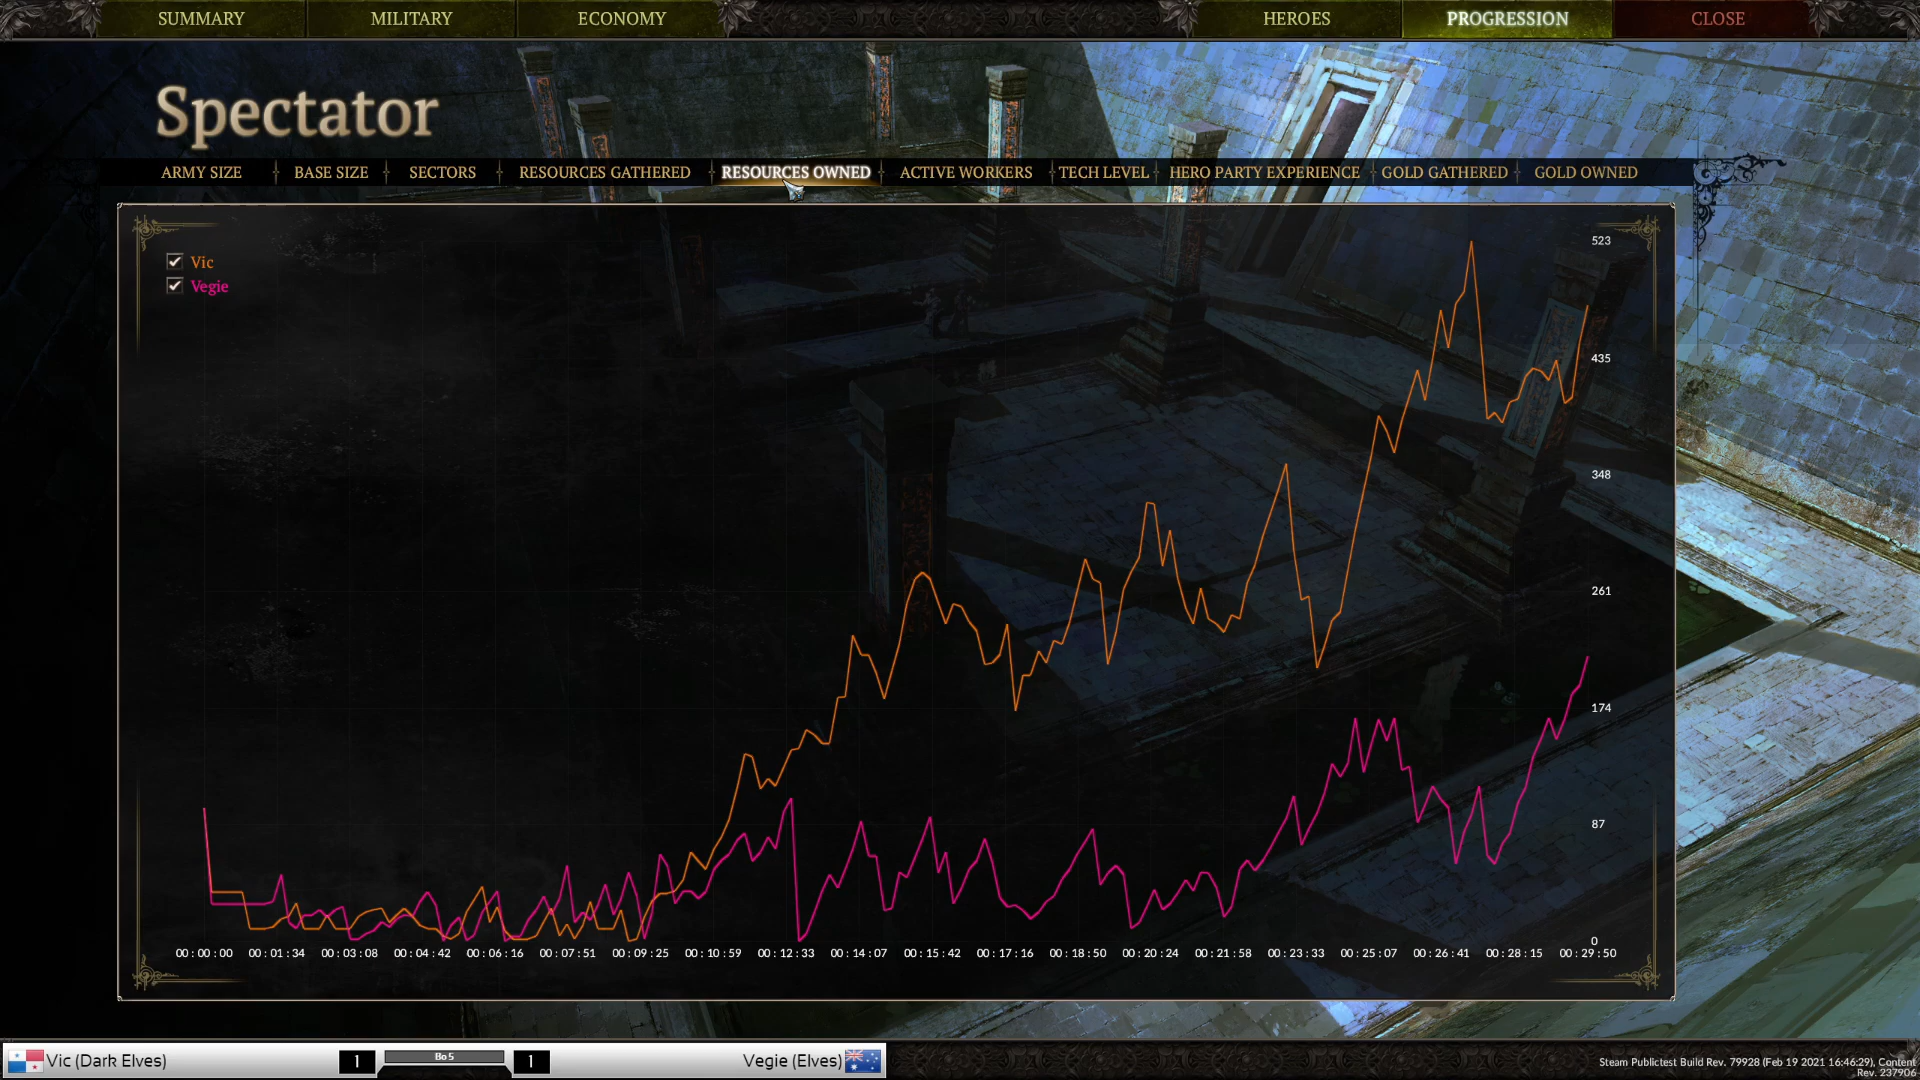 SUMMARY MILITARY ECONOMY HEROES PROGRESSION CLOSE
Spectator
ARMY SIZE BASE SIZE SECTORS RESOURCES GATHERED RESOURCES OWNED ACTIVE WORKERS TECH LEVEL HERO PARTY EXPERIENCE GOLD GATHERED GOLD OWNED
Vic
Vegie
523
435
348
261
174
87
0
00 : 00 : 00 00 : 01 : 34 00 : 03 : 08 00 : 04 : 42 00 : 06 : 16 00 : 07 : 51 00 : 09 : 25 00 : 10 : 59 00 : 12 : 33 00 : 14 : 07 00 : 15 : 42 00 : 17 : 16 00 : 18 : 50 00 : 20 : 24 00 : 21 : 58 00 : 23 : 33 00 : 25 : 07 00 : 26 : 41 00 : 28 : 15 00 : 29 : 50
Vic (Dark Elves) 1 Bo 5 1 Vegie (Elves)
Steam Publictest Build Rev. 79928 (Feb 19 2021 16:46:29), Content
Rev. 237906